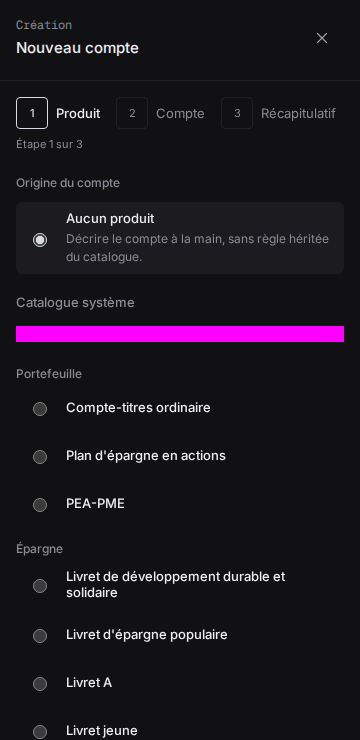 Création
Nouveau compte
1 Produit 2 Compte 3 Récapitulatif
Étape 1 sur 3
Origine du compte
Aucun produit
Décrire le compte à la main, sans règle héritée
du catalogue.
Catalogue système
Portefeuille
Compte-titres ordinaire
Plan d'épargne en actions
PEA-PME
Épargne
Livret de développement durable et
solidaire
Livret d'épargne populaire
Livret A
Livret jeune